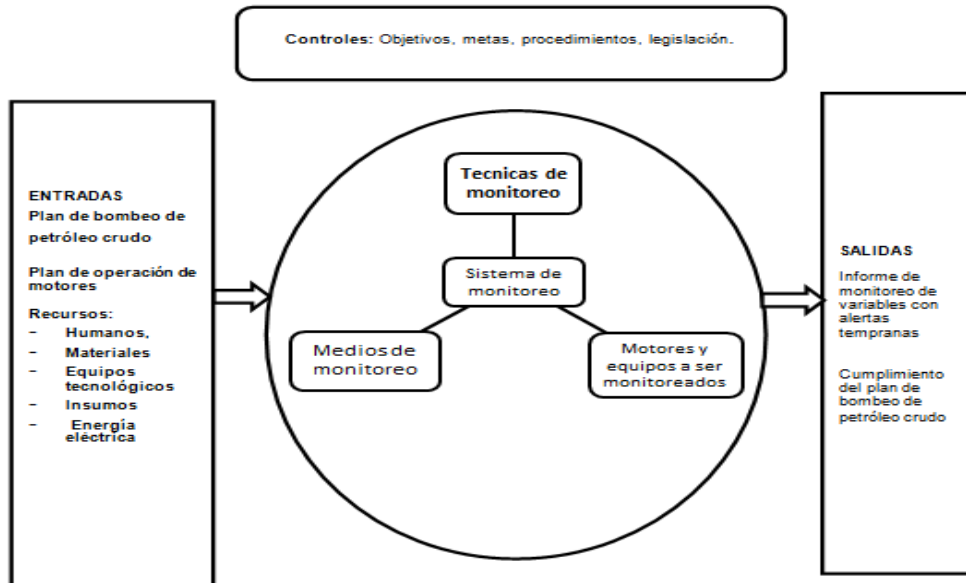 Controles: Objetivos, metas, procedimientos, legislación.
ENTRADAS
Plan de bombeo de
petróleo crudo
Plan de operación de
motores
Recursos:
– Humanos,
– Materiales
– Equipos
tecnológicos
– Insumos
– Energía
eléctrica
Tecnicas de
monitoreo
Sistema de
monitoreo
Medios de
monitoreo
Motores y
equipos a ser
monitoreados
SALIDAS
Informe de
monitoreo de
variables con
alertas
tempranas
Cumplimiento
del plan de
bombeo de
petróleo crudo